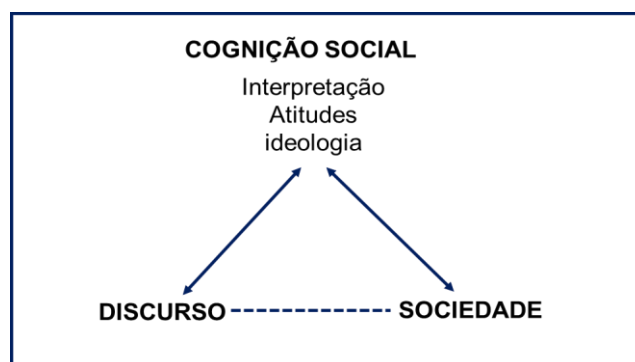 COGNIÇÃO SOCIAL
Interpretação
Atitudes
ideologia
DISCURSO
SOCIEDADE